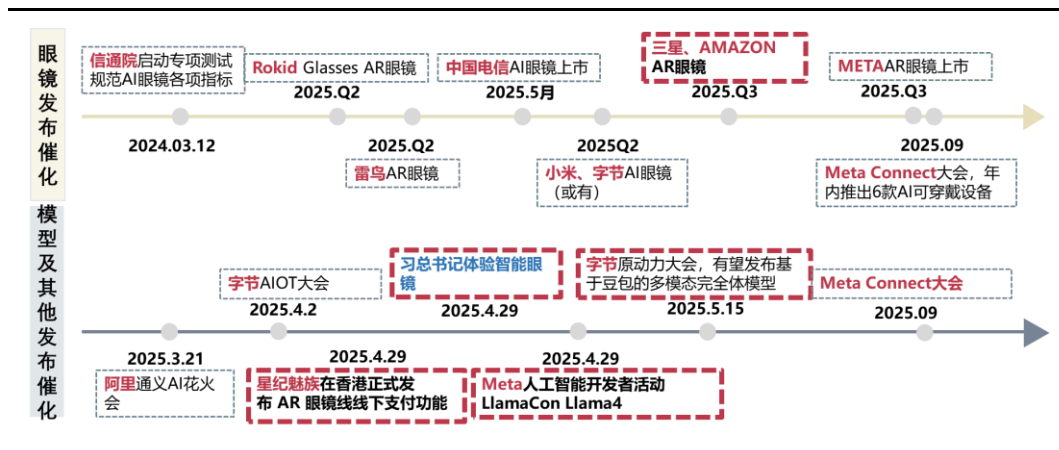 眼镜发布催化
信通院启动专项测试
规范AI眼镜各项指标
Rokid Glasses AR眼镜
中国电信AI眼镜上市
三星、AMAZON
AR眼镜
METAAR眼镜上市
2025.Q2
2025.5月
2025.Q3
2025.Q3
2024.03.12
2025.Q2
2025Q2
2025.09
雷鸟AR眼镜
小米、字节AI眼镜
（或有）
Meta Connect大会，年
内推出6款AI可穿戴设备
模型及其他发布催化
字节AIOT大会
习总书记体验智能眼
镜
字节原动力大会，有望发布基
于豆包的多模态完全体模型
Meta Connect大会
2025.4.2
2025.4.29
2025.5.15
2025.09
2025.3.21
2025.4.29
2025.4.29
阿里通义AI花火
会
星纪魅族在香港正式发
布 AR 眼镜线线下支付功能
Meta人工智能开发者活动
LlamaCon Llama4